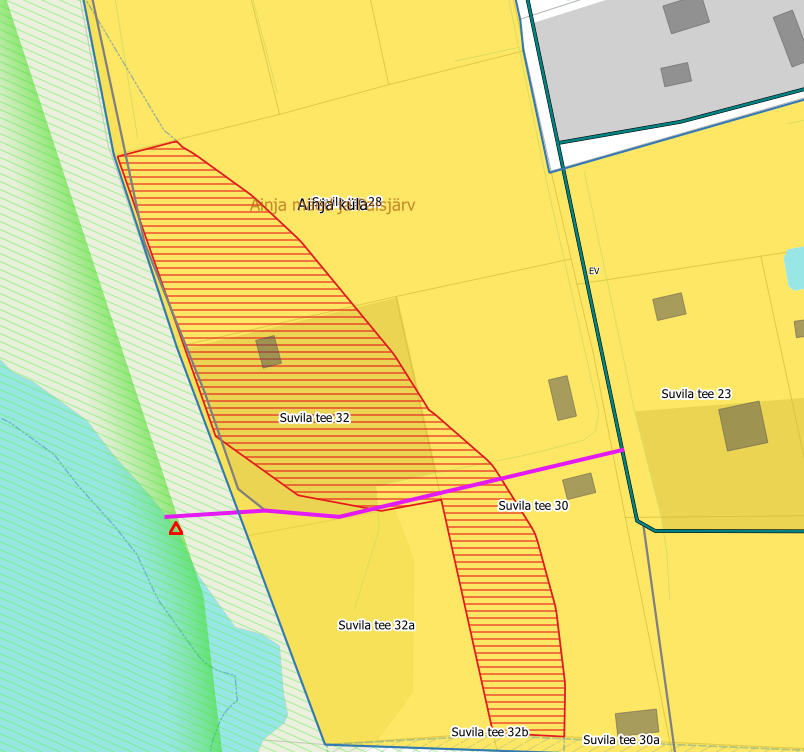 Suvila tee 28
Ainja küla
EV
Suvila tee 23
Suvila tee 32
Suvila tee 30
Suvila tee 32a
Suvila tee 32b
Suvila tee 30a